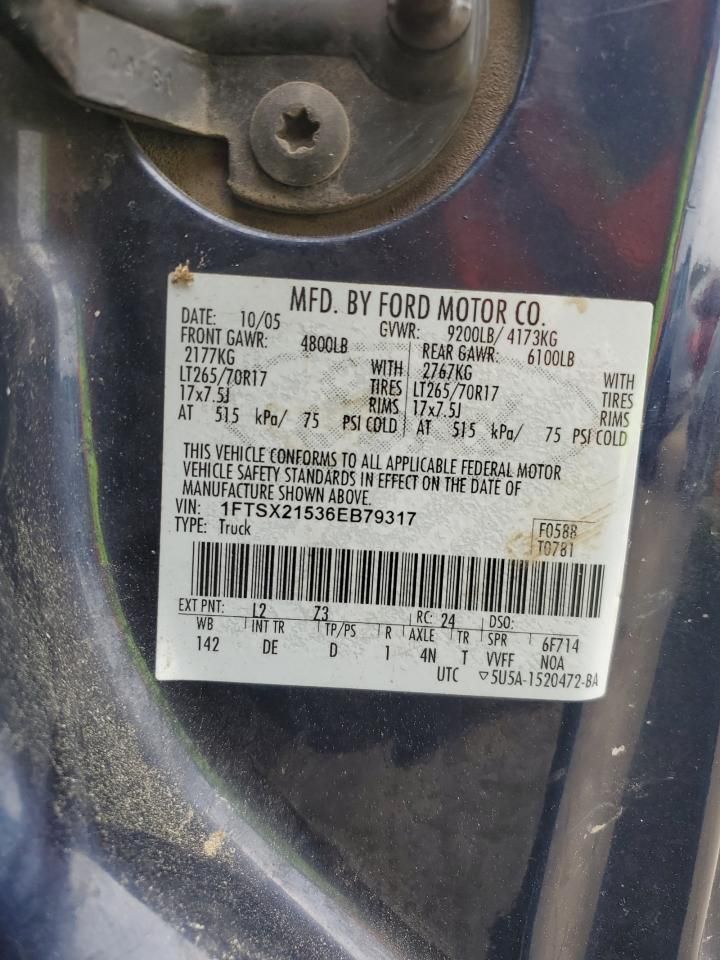 MFD. BY FORD MOTOR CO.
DATE: 10/05 GVWR: 9200LB/ 4173KG
FRONT GAWR: 4800LB REAR GAWR: 6100LB
2177KG WITH 2767KG WITH
LT265/70R17 TIRES LT265/70R17 TIRES
17x7.5J RIMS 17x7.5J RIMS
AT 515 kPa/ 75 PSI COLD AT 515 kPa/ 75 PSI COLD
THIS VEHICLE CONFORMS TO ALL APPLICABLE FEDERAL MOTOR
VEHICLE SAFETY STANDARDS IN EFFECT ON THE DATE OF
MANUFACTURE SHOWN ABOVE.
VIN: 1FTSX21536EB79317
TYPE: Truck F0588
T0781
EXT PNT: L2 Z3 RC: 24 DSO:
WB INT TR TP/PS R AXLE TR SPR 6F714
142 DE D 1 4N T VVFF NOA
UTC ▽5U5A-1520472-BA